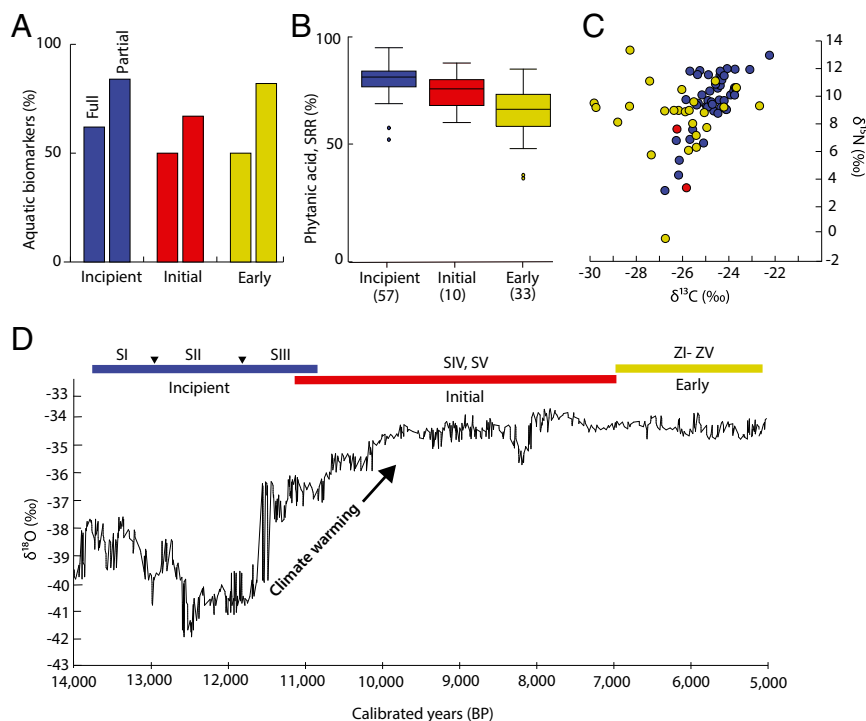 A
100
50
0
Aquatic biomarkers (%)
Full
Partial
Incipient
Initial
Early
B
100
50
0
Phytanic acid, SRR (%)
Incipient
(57)
Initial
(10)
Early
(33)
C
14
12
10
8
6
4
2
0
-2
δ¹⁵N (‰)
-30
-28
-26
-24
-22
δ¹³C (‰)
D
SI
SII
SIII
SIV, SV
ZI- ZV
Incipient
Initial
Early
-33
-34
-35
-36
-37
-38
-39
-40
-41
-43
δ¹⁸O (‰)
Climate warming
14,000
13,000
12,000
11,000
10,000
9,000
8,000
7,000
6,000
5,000
Calibrated years (BP)